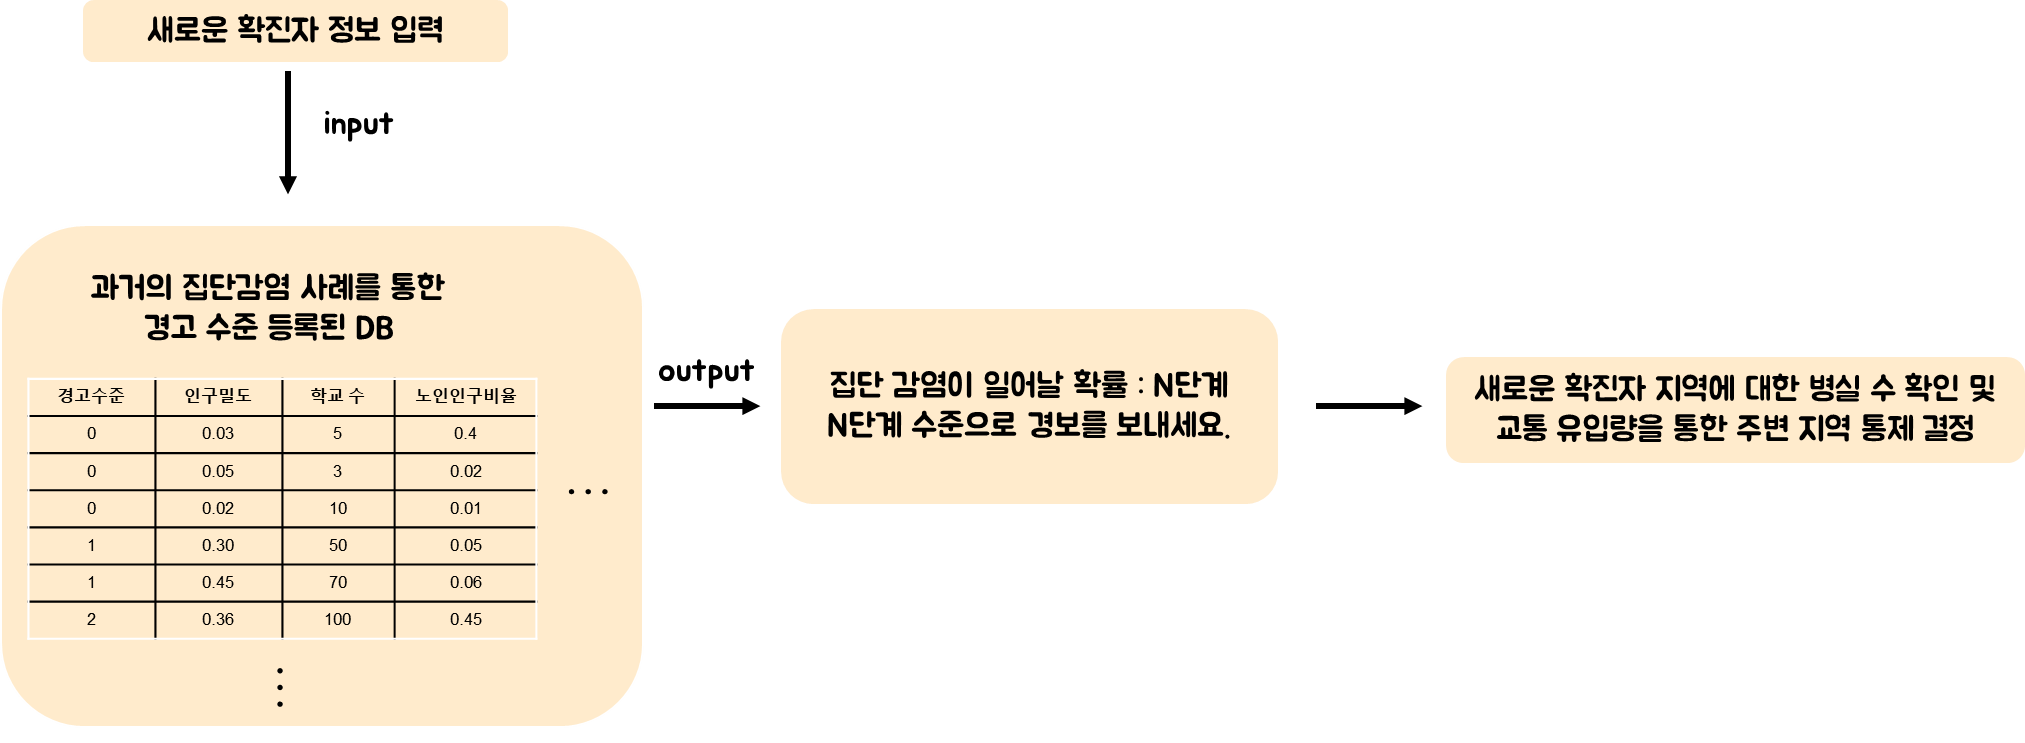 새로운 확진자 정보 입력
input
과거의 집단감염 사례를 통한
경고 수준 등록된 DB
경고수준 인구밀도 학교 수 노인인구비율
0 0.03 5 0.4
0 0.05 3 0.02
0 0.02 10 0.01
1 0.30 50 0.05
1 0.45 70 0.06
2 0.36 100 0.45
...
output
집단 감염이 일어날 확률 : N단계
N단계 수준으로 경보를 보내세요.
새로운 확진자 지역에 대한 병실 수 확인 및
교통 유입량을 통한 주변 지역 통제 결정